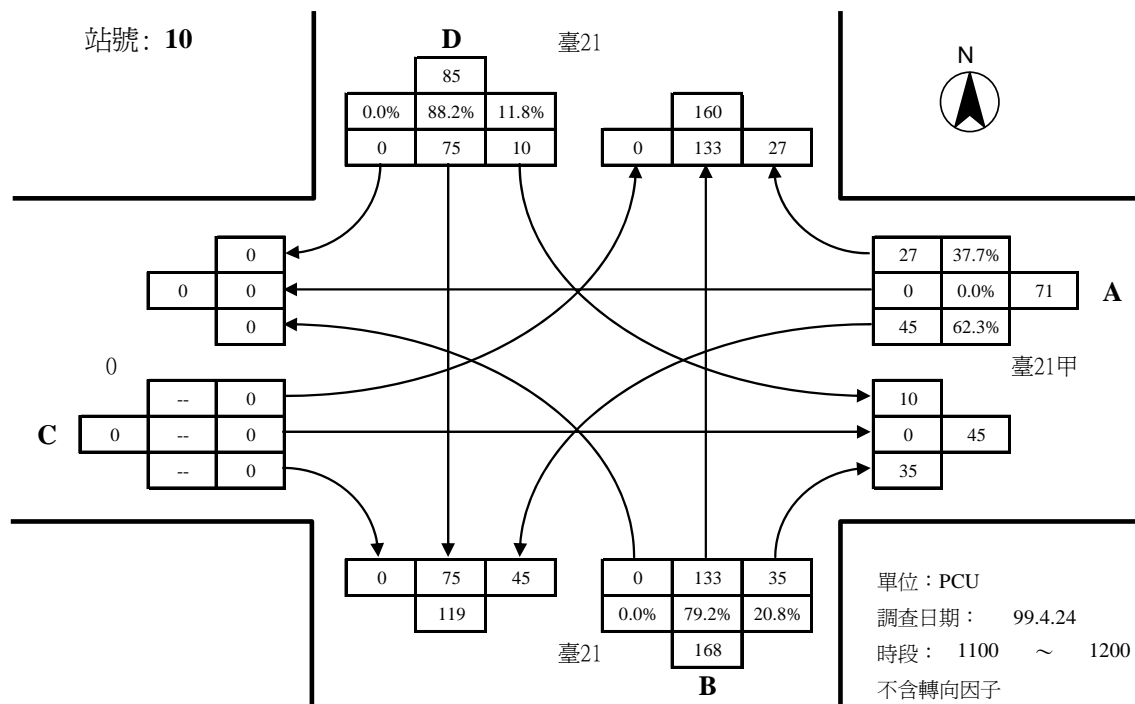 站號: 10
D
臺21
N
85
0.0% 88.2% 11.8%
0 75 10
160
0 133 27
0
0 0
0
27 37.7%
0 0.0% 71
45 62.3%
A
0
臺21甲
-- 0
C 0 -- 0
-- 0
10
0 45
35
0 75 45
119
0 133 35
0.0% 79.2% 20.8%
168
臺21
B
單位：PCU
調查日期： 99.4.24
時段： 1100 ～ 1200
不含轉向因子